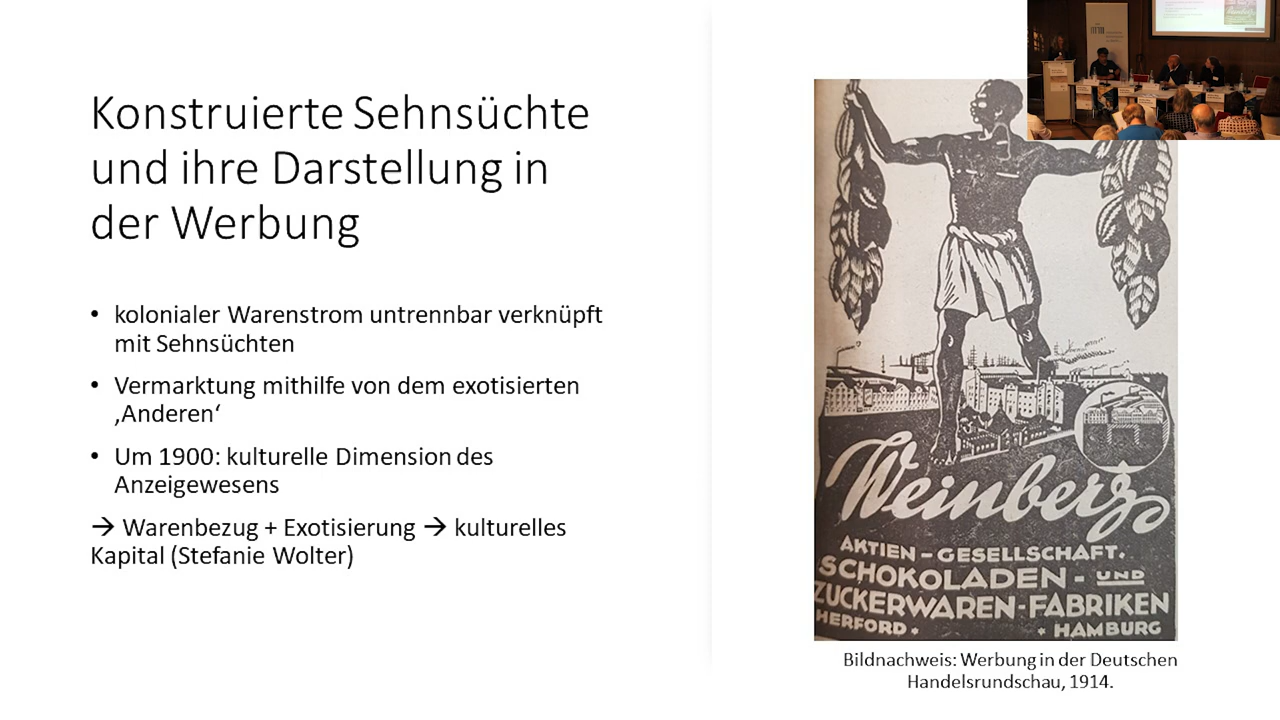 Konstruierte Sehnsüchte
und ihre Darstellung in
der Werbung
• kolonialer Warenstrom untrennbar verknüpft
mit Sehnsüchten
• Vermarktung mithilfe von dem exotisierten
‚Anderen‘
• Um 1900: kulturelle Dimension des
Anzeigewesens
→ Warenbezug + Exotisierung → kulturelles
Kapital (Stefanie Wolter)
Weinberg
AKTIEN-GESELLSCHAFT.
SCHOKOLADEN- UND
ZUCKERWAREN-FABRIKEN
HERFORD * * HAMBURG
Bildnachweis: Werbung in der Deutschen
Handelsrundschau, 1914.